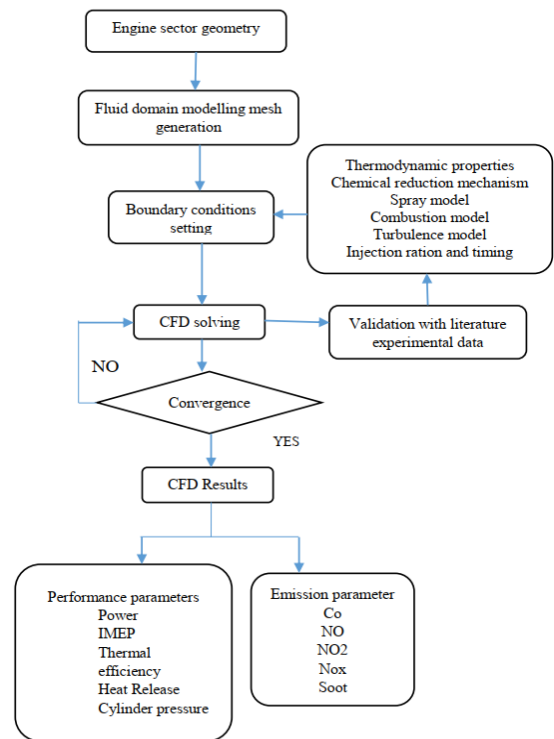 Engine sector geometry
Fluid domain modelling mesh
generation
Thermodynamic properties
Chemical reduction mechanism
Spray model
Combustion model
Turbulence model
Injection ration and timing
Boundary conditions
setting
CFD solving
Validation with literature
experimental data
NO
Convergence
YES
CFD Results
Performance parameters
Power
IMEP
Thermal
efficiency
Heat Release
Cylinder pressure
Emission parameter
Co
NO
NO2
Nox
Soot